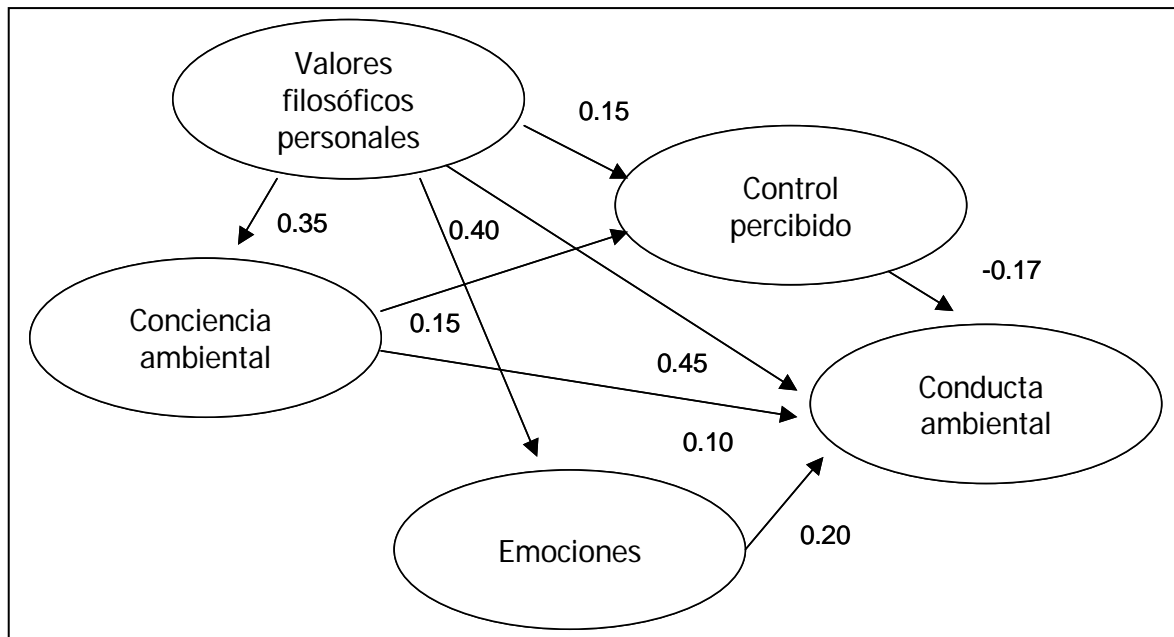 Valores
filosóficos
personales
0.15
Control
percibido
0.35
0.40
-0.17
Conciencia
ambiental
0.15
0.45
Conducta
ambiental
0.10
Emociones
0.20